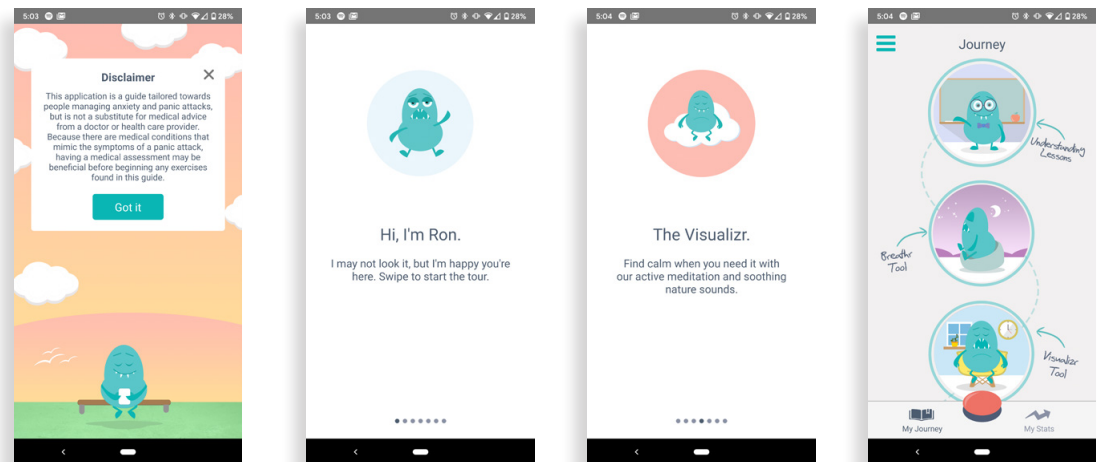 5:03 28%
Disclaimer
This application is a guide tailored towards
people managing anxiety and panic attacks,
but is not a substitute for medical advice
from a doctor or health care provider.
Because there are medical conditions that
mimic the symptoms of a panic attack,
having a medical assessment may be
beneficial before beginning any exercises
found in this guide.
Got it
5:03 28%
Hi, I'm Ron.
I may not look it, but I'm happy you're
here. Swipe to start the tour.
5:04 28%
The Visualizr.
Find calm when you need it with
our active meditation and soothing
nature sounds.
5:04 28%
Journey
Understanding
Lessons
Breathr
Tool
Visualizr
Tool
My Journey
My Stats